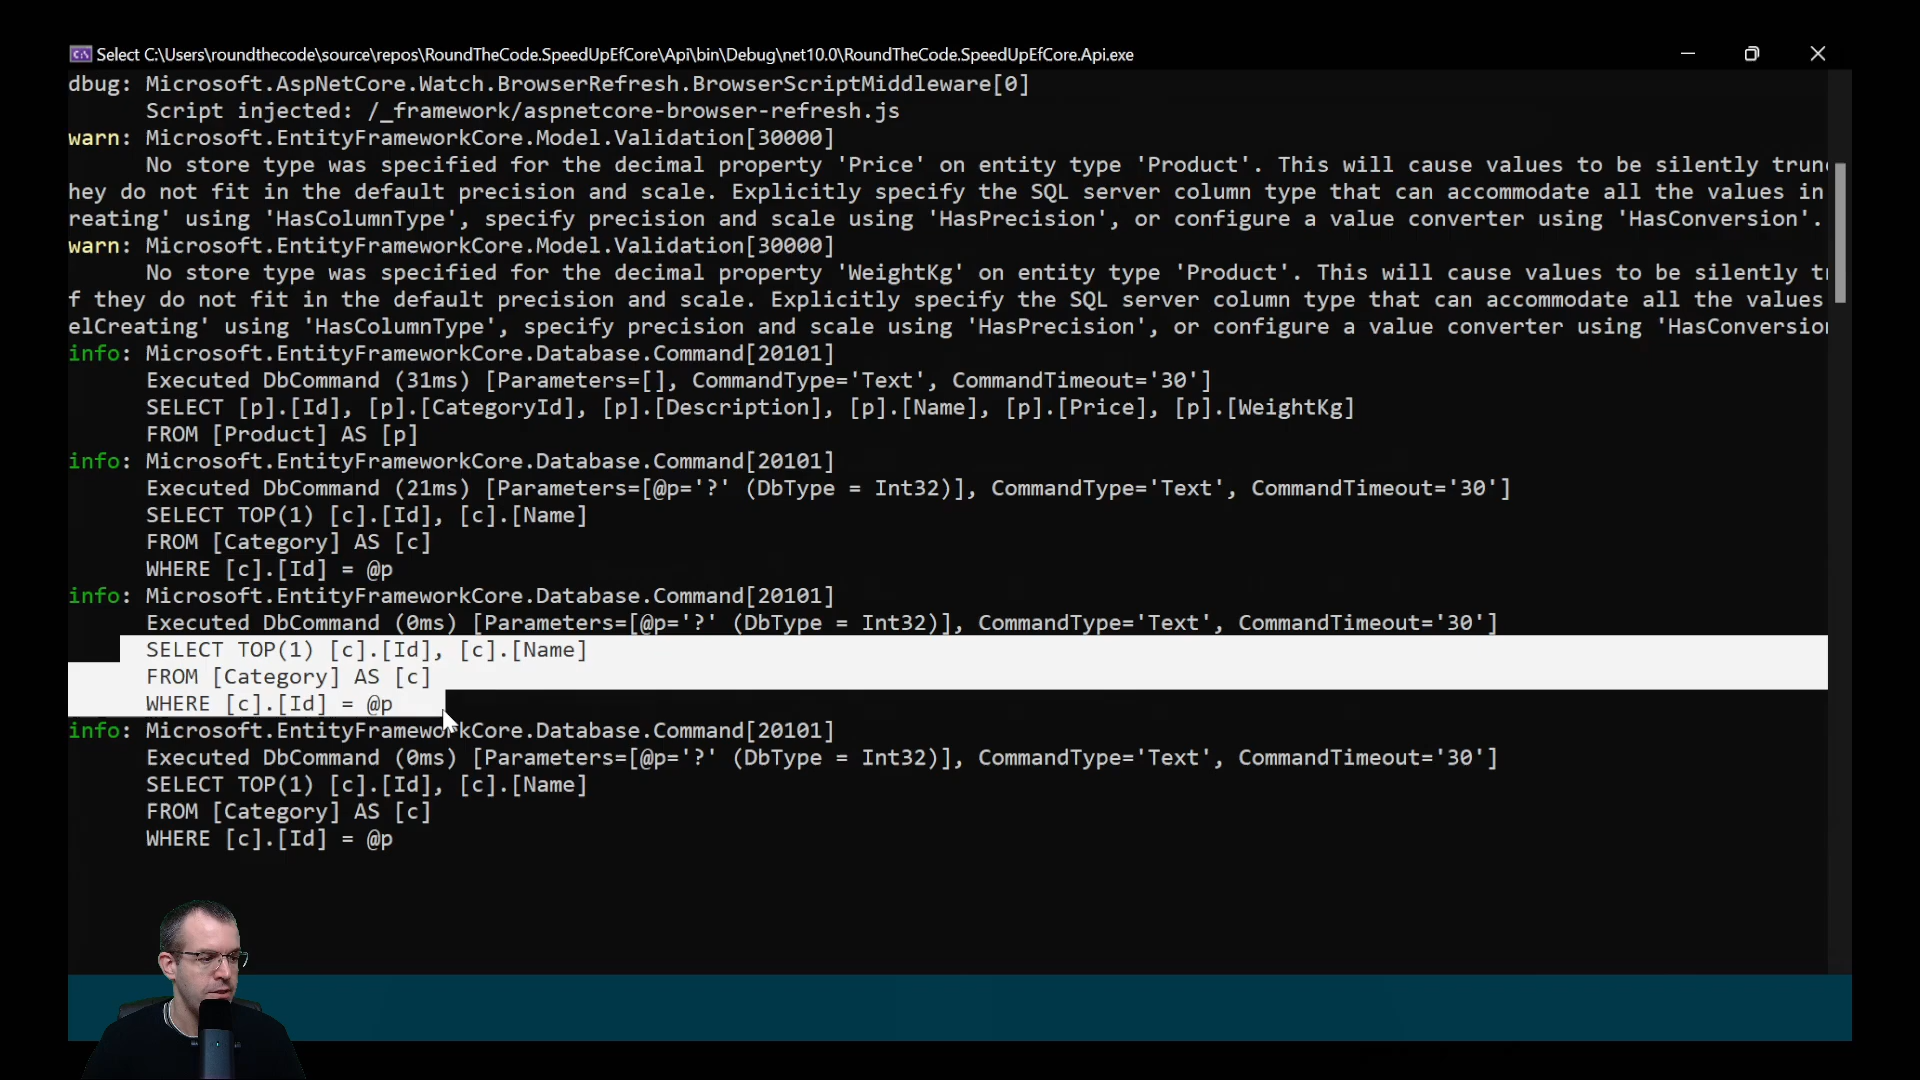 Select C:\Users\roundthecode\source\repos\RoundTheCode.SpeedUpEfCore\Api\bin\Debug\net10.0\RoundTheCode.SpeedUpEfCore.Api.exe
dbug: Microsoft.AspNetCore.Watch.BrowserRefresh.BrowserScriptMiddleware[0]
Script injected: /_framework/aspnetcore-browser-refresh.js
warn: Microsoft.EntityFrameworkCore.Model.Validation[30000]
No store type was specified for the decimal property 'Price' on entity type 'Product'. This will cause values to be silently trun
hey do not fit in the default precision and scale. Explicitly specify the SQL server column type that can accommodate all the values in
reating' using 'HasColumnType', specify precision and scale using 'HasPrecision', or configure a value converter using 'HasConversion'.
warn: Microsoft.EntityFrameworkCore.Model.Validation[30000]
No store type was specified for the decimal property 'WeightKg' on entity type 'Product'. This will cause values to be silently t
f they do not fit in the default precision and scale. Explicitly specify the SQL server column type that can accommodate all the values
elCreating' using 'HasColumnType', specify precision and scale using 'HasPrecision', or configure a value converter using 'HasConversion
info: Microsoft.EntityFrameworkCore.Database.Command[20101]
Executed DbCommand (31ms) [Parameters=[], CommandType='Text', CommandTimeout='30']
SELECT [p].[Id], [p].[CategoryId], [p].[Description], [p].[Name], [p].[Price], [p].[WeightKg]
FROM [Product] AS [p]
info: Microsoft.EntityFrameworkCore.Database.Command[20101]
Executed DbCommand (21ms) [Parameters=[@p='?' (DbType = Int32)], CommandType='Text', CommandTimeout='30']
SELECT TOP(1) [c].[Id], [c].[Name]
FROM [Category] AS [c]
WHERE [c].[Id] = @p
info: Microsoft.EntityFrameworkCore.Database.Command[20101]
Executed DbCommand (0ms) [Parameters=[@p='?' (DbType = Int32)], CommandType='Text', CommandTimeout='30']
SELECT TOP(1) [c].[Id], [c].[Name]
FROM [Category] AS [c]
WHERE [c].[Id] = @p
info: Microsoft.EntityFrameworkCore.Database.Command[20101]
Executed DbCommand (0ms) [Parameters=[@p='?' (DbType = Int32)], CommandType='Text', CommandTimeout='30']
SELECT TOP(1) [c].[Id], [c].[Name]
FROM [Category] AS [c]
WHERE [c].[Id] = @p